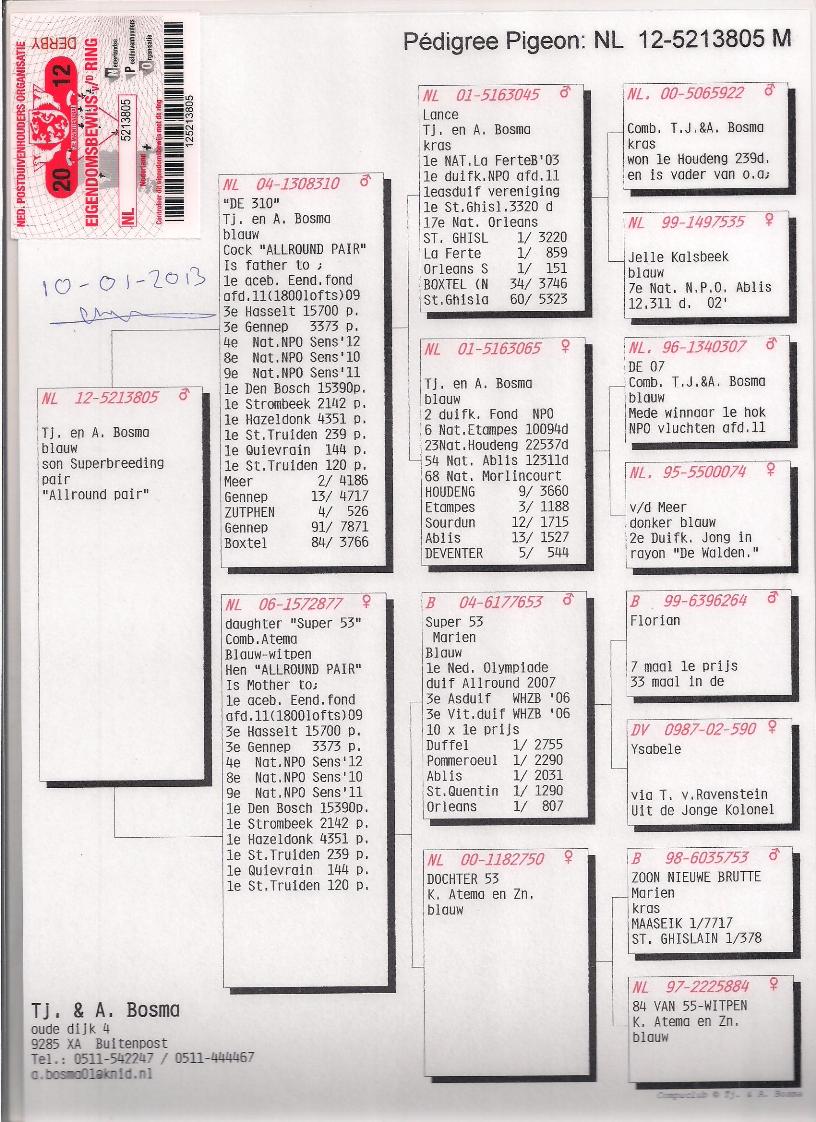 Pédigree Pigeon: NL 12-5213805 M
NED. POSTDUIVENHOUDERS ORGANISATIE
DERBY
20 12
EIGENDOMSBEWIJS v/d RING
NL 5213805
Nederlandse
Postduivenhouders
Organisatie
125213805
10-01-2013
NL 12-5213805 ♂
Tj. en A. Bosma
blauw
son Superbreeding
pair
"Allround pair"
NL 04-1308310 ♂
"DE 310"
Tj. en A. Bosma
blauw
Cock "ALLROUND PAIR"
Is father to ;
1e aceb. Eend.fond
afd.11(1800lofts)09
3e Hasselt 15700 p.
3e Gennep 3373 p.
4e Nat.NPO Sens'12
8e Nat.NPO Sens'10
9e Nat.NPO Sens'11
1e Den Bosch 15390p.
1e Strombeek 2142 p.
1e Hazeldonk 4351 p.
1e St.Truiden 239 p.
1e Quievrain 144 p.
1e St.Truiden 120 p.
Meer 2/ 4186
Gennep 13/ 4717
ZUTPHEN 4/ 526
Gennep 91/ 7871
Boxtel 84/ 3766
NL 06-1572877 ♀
daughter "Super 53"
Comb.Atema
Blauw-witpen
Hen "ALLROUND PAIR"
Is Mother to;
1e aceb. Eend.fond
afd.11(1800lofts)09
3e Hasselt 15700 p.
3e Gennep 3373 p.
4e Nat.NPO Sens'12
8e Nat.NPO Sens'10
9e Nat.NPO Sens'11
1e Den Bosch 15390p.
1e Strombeek 2142 p.
1e Hazeldonk 4351 p.
1e St.Truiden 239 p.
1e Quievrain 144 p.
1e St.Truiden 120 p.
NL 01-5163045 ♂
Lance
Tj. en A. Bosma
kras
1e NAT.La FerteB'03
1e duifk.NPO afd.11
1easduif vereniging
1e St.Ghisl.3320 d
17e Nat. Orleans
ST. GHISL 1/ 3220
La Ferte 1/ 859
Orleans S 1/ 151
BOXTEL (N 34/ 3746
St.Ghisla 60/ 5323
NL 01-5163065 ♀
Tj. en A. Bosma
blauw
2 duifk. Fond NPO
6 Nat.Etampes 10094d
23Nat.Houdeng 22537d
54 Nat. Ablis 12311d
68 Nat. Morlincourt
HOUDENG 9/ 3660
Etampes 3/ 1188
Sourdun 12/ 1715
Ablis 13/ 1527
DEVENTER 5/ 544
B 04-6177653 ♂
Super 53
Marien
Blauw
1e Ned. Olympiade
duif Allround 2007
3e Asduif WHZB '06
3e Vit.duif WHZB '06
10 x 1e prijs
Duffel 1/ 2755
Pommeroeul 1/ 2290
Ablis 1/ 2031
St.Quentin 1/ 1290
Orleans 1/ 807
NL 00-1182750 ♀
DOCHTER 53
K. Atema en Zn.
blauw
NL. 00-5065922 ♂
Comb. T.J.&A. Bosma
kras
won 1e Houdeng 239d.
en is vader van o.a;
NL 99-1497535 ♀
Jelle Kalsbeek
blauw
7e Nat. N.P.O. Ablis
12.311 d. 02'
NL. 96-1340307 ♂
DE 07
Comb. T.J.&A. Bosma
blauw
Mede winnaar 1e hok
NPO vluchten afd.11
NL. 95-5500074 ♀
v/d Meer
donker blauw
2e Duifk. Jong in
rayon "De Walden."
B 99-6396264 ♂
Florian
7 maal 1e prijs
33 maal in de
DV 0987-02-590 ♀
Ysabele
via T. v.Ravenstein
Uit de Jonge Kolonel
B 98-6035753 ♂
ZOON NIEUWE BRUTTE
Marien
kras
MAASEIK 1/7717
ST. GHISLAIN 1/378
NL 97-2225884 ♀
84 VAN 55-WITPEN
K. Atema en Zn.
blauw
Tj. & A. Bosma
oude dijk 4
9285 XA Buitenpost
Tel.: 0511-542247 / 0511-444467
a.bosma01@knid.nl
Compuclub © Tj. & A. Bosma